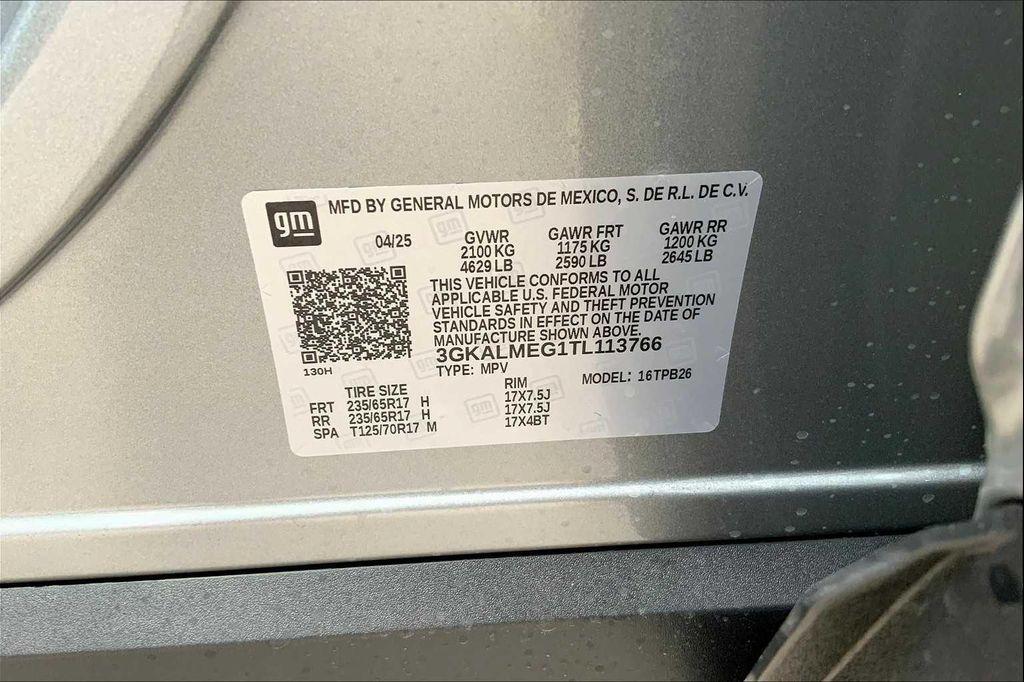 gm MFD BY GENERAL MOTORS DE MEXICO, S. DE R.L. DE C.V.
04/25 GVWR GAWR FRT GAWR RR
2100 KG 1175 KG 1200 KG
4629 LB 2590 LB 2645 LB
THIS VEHICLE CONFORMS TO ALL
APPLICABLE U.S. FEDERAL MOTOR
VEHICLE SAFETY AND THEFT PREVENTION
STANDARDS IN EFFECT ON THE DATE OF
MANUFACTURE SHOWN ABOVE.
3GKALMEG1TL113766
130H
TYPE: MPV MODEL: 16TPB26
TIRE SIZE RIM
FRT 235/65R17 H 17X7.5J
RR 235/65R17 H 17X7.5J
SPA T125/70R17 M 17X4BT